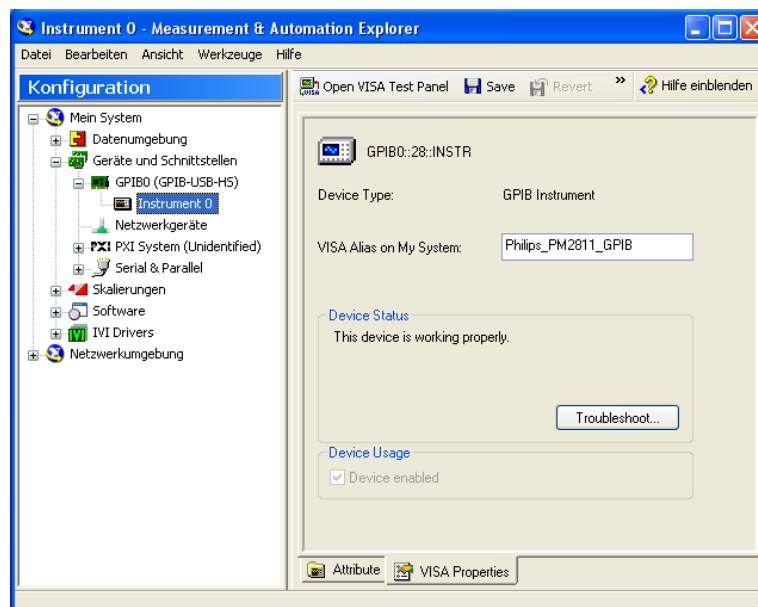 Instrument 0 - Measurement & Automation Explorer
Datei Bearbeiten Ansicht Werkzeuge Hilfe
Konfiguration
Open VISA Test Panel Save Revert » Hilfe einblenden
Mein System
Datenumgebung
Geräte und Schnittstellen
GPIB0 (GPIB-USB-HS)
Instrument 0
Netzwerkgeräte
PXI PXI System (Unidentified)
Serial & Parallel
Skalierungen
Software
IVI Drivers
Netzwerkumgebung
GPIB0::28::INSTR
Device Type: GPIB Instrument
VISA Alias on My System: Philips_PM2811_GPIB
Device Status
This device is working properly.
Troubleshoot...
Device Usage
Device enabled
Attribute VISA Properties